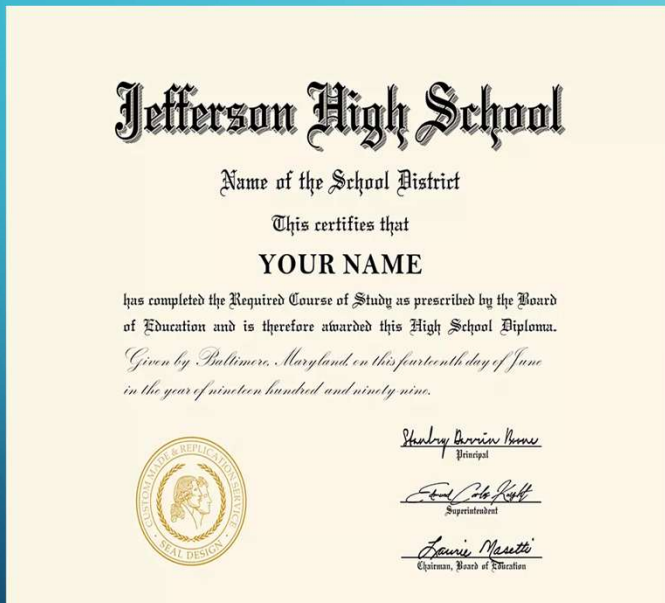 Jefferson High School
Name of the School District
This certifies that
YOUR NAME
has completed the Required Course of Study as prescribed by the Board
of Education and is therefore awarded this High School Diploma.
Given by Baltimore, Maryland, on this fourteenth day of June
in the year of nineteen hundred and ninety-nine.
CUSTOM MADE & REPLICATION SERVICE
SEAL DESIGN
Principal
Superintendent
Laurie Masetti
Chairman, Board of Education